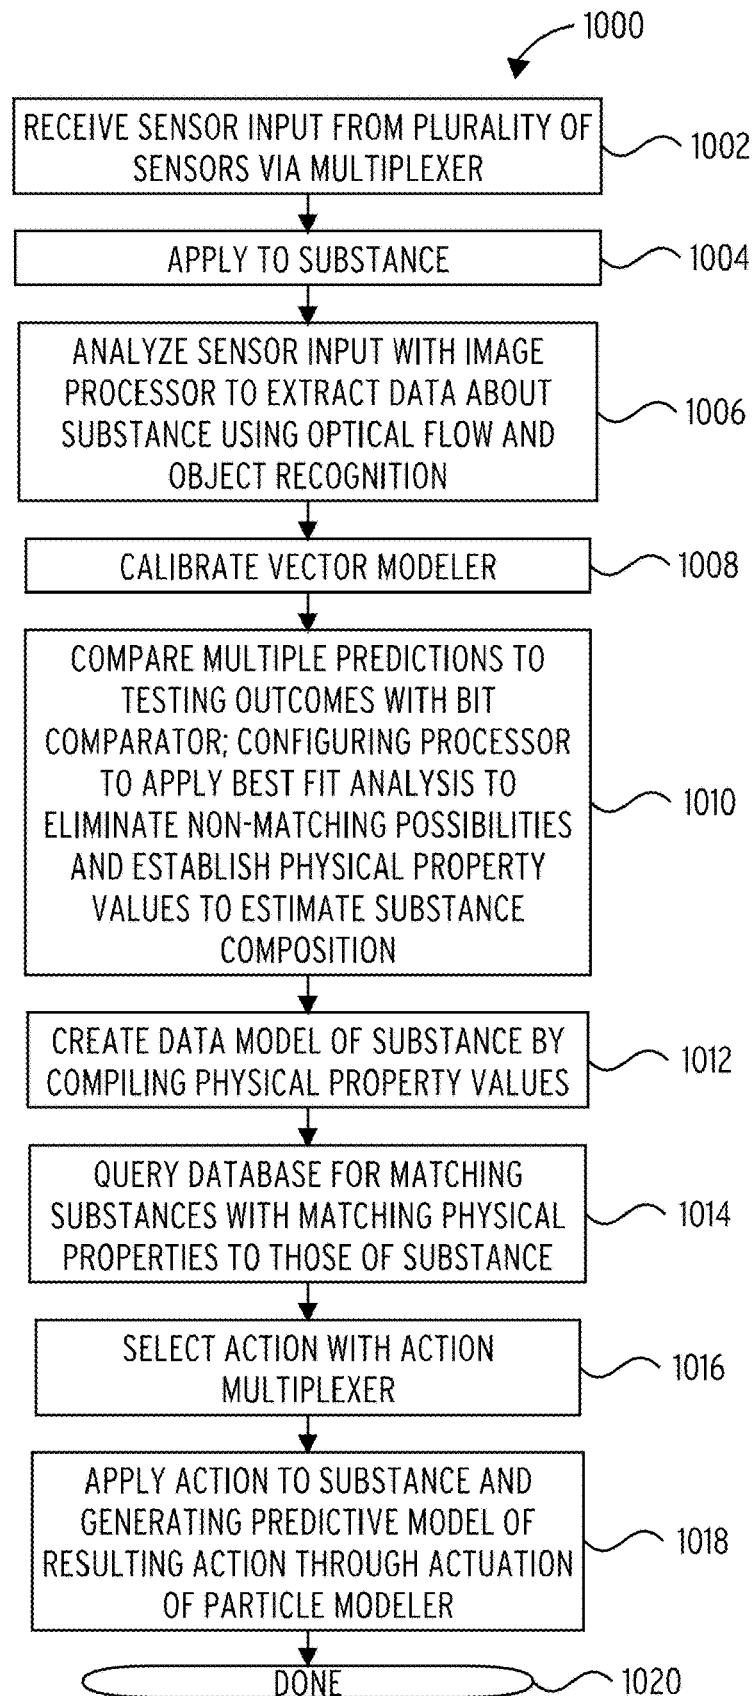 1000
RECEIVE SENSOR INPUT FROM PLURALITY OF
SENSORS VIA MULTIPLEXER
1002
APPLY TO SUBSTANCE
1004
ANALYZE SENSOR INPUT WITH IMAGE
PROCESSOR TO EXTRACT DATA ABOUT
SUBSTANCE USING OPTICAL FLOW AND
OBJECT RECOGNITION
1006
CALIBRATE VECTOR MODELER
1008
COMPARE MULTIPLE PREDICTIONS TO
TESTING OUTCOMES WITH BIT
COMPARATOR; CONFIGURING PROCESSOR
TO APPLY BEST FIT ANALYSIS TO
ELIMINATE NON-MATCHING POSSIBILITIES
AND ESTABLISH PHYSICAL PROPERTY
VALUES TO ESTIMATE SUBSTANCE
COMPOSITION
1010
CREATE DATA MODEL OF SUBSTANCE BY
COMPILING PHYSICAL PROPERTY VALUES
1012
QUERY DATABASE FOR MATCHING
SUBSTANCES WITH MATCHING PHYSICAL
PROPERTIES TO THOSE OF SUBSTANCE
1014
SELECT ACTION WITH ACTION
MULTIPLEXER
1016
APPLY ACTION TO SUBSTANCE AND
GENERATING PREDICTIVE MODEL OF
RESULTING ACTION THROUGH ACTUATION
OF PARTICLE MODELER
1018
DONE
1020